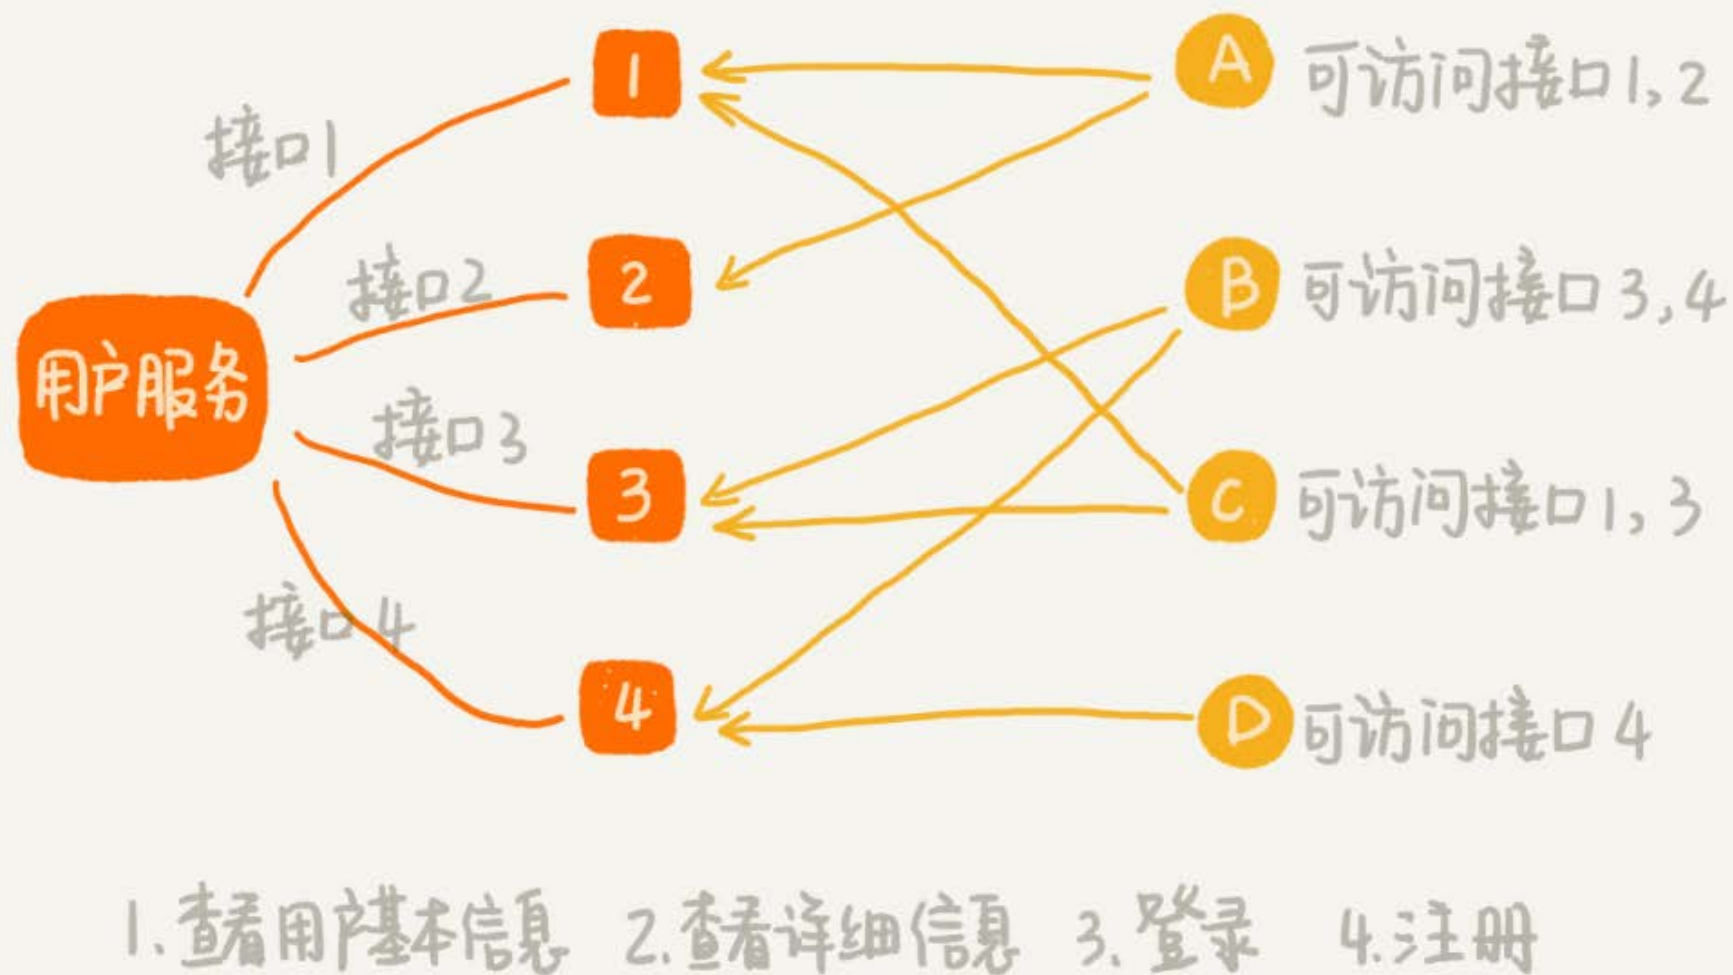 1
A
可访问接口1,2
接口1
2
B
可访问接口3,4
接口2
用户服务
接口3
3
C
可访问接口1,3
接口4
4
D
可访问接口4
1.查看用户基本信息 2.查看详细信息 3.登录 4.注册